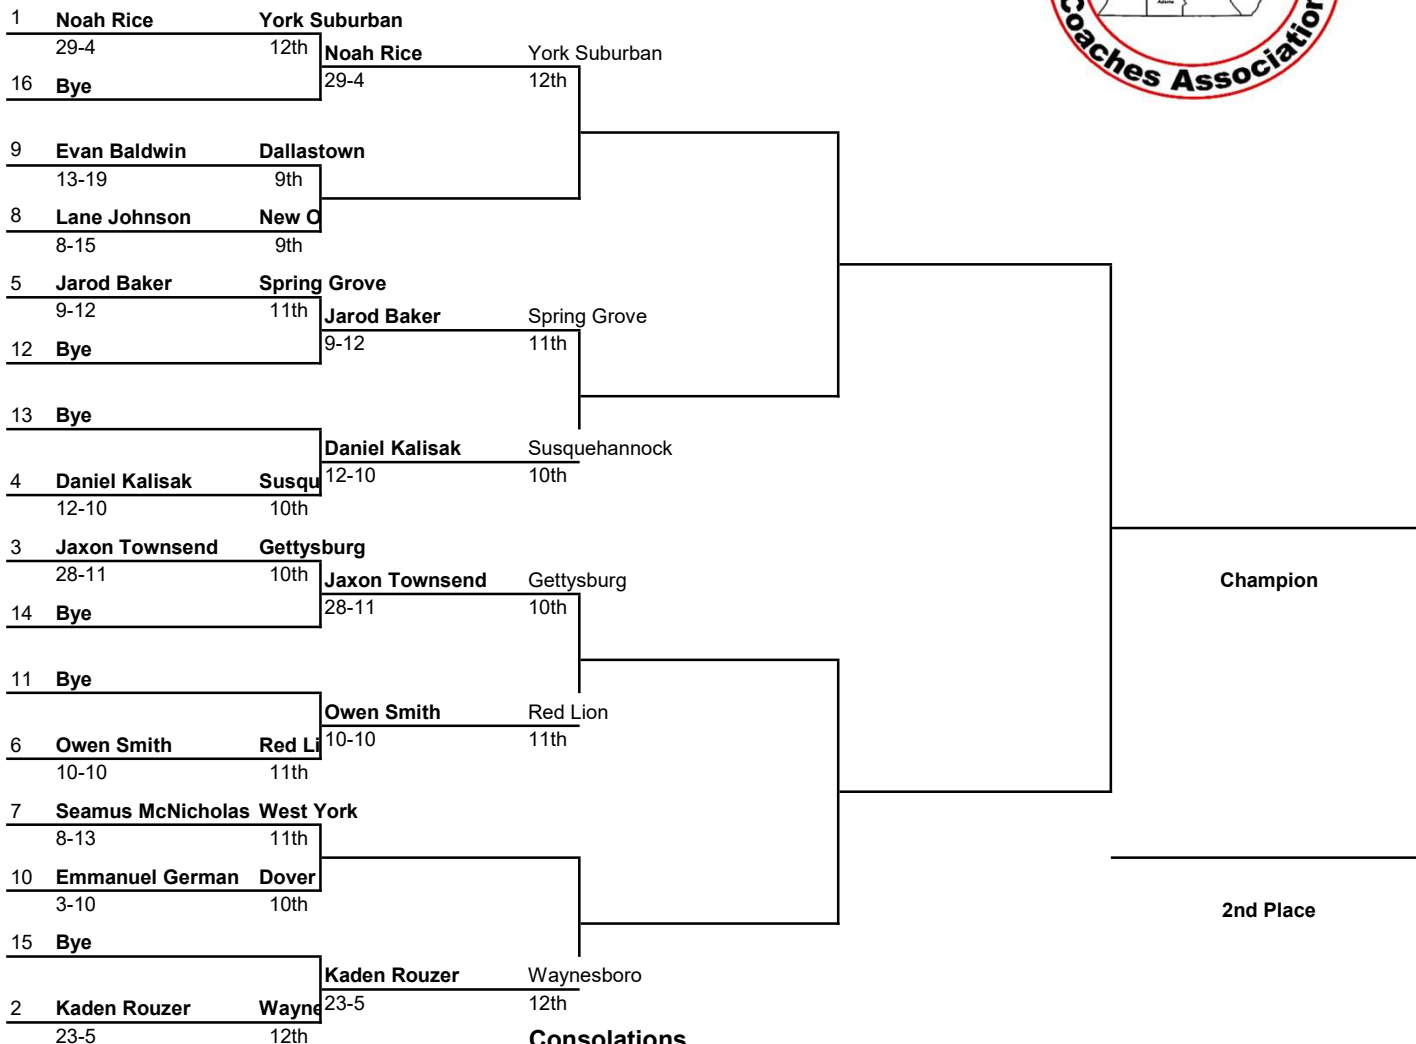 Coaches Association
1 Noah Rice York Suburban
29-4 12th
Noah Rice York Suburban
29-4 12th
16 Bye
9 Evan Baldwin Dallastown
13-19 9th
8 Lane Johnson New O
8-15 9th
5 Jarod Baker Spring Grove
9-12 11th
Jarod Baker Spring Grove
9-12 11th
12 Bye
13 Bye
Daniel Kalisak Susquehannock
12-10 10th
4 Daniel Kalisak Susqu
12-10 10th
3 Jaxon Townsend Gettysburg
28-11 10th
Jaxon Townsend Gettysburg
28-11 10th
14 Bye
11 Bye
Owen Smith Red Lion
10-10 11th
6 Owen Smith Red Li
10-10 11th
7 Seamus McNicholas West York
8-13 11th
10 Emmanuel German Dover
3-10 10th
15 Bye
Kaden Rouzer Waynesboro
23-5 12th
2 Kaden Rouzer Wayne
23-5 12th
Champion
2nd Place
Consolations